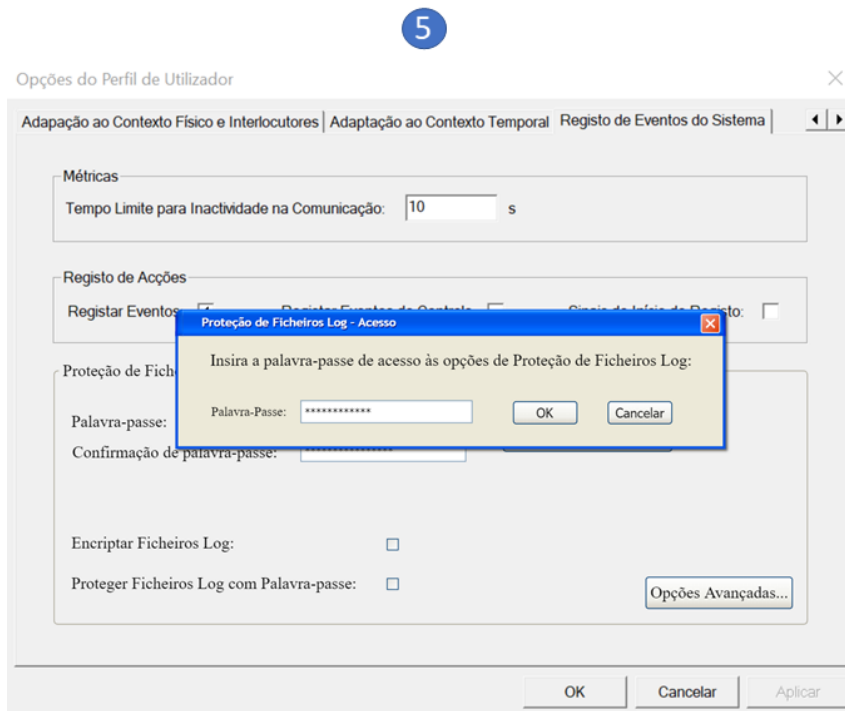 5
Opções do Perfil de Utilizador
Adapação ao Contexto Físico e Interlocutores Adaptação ao Contexto Temporal Registo de Eventos do Sistema
Métricas
Tempo Limite para Inactividade na Comunicação: 10 s
Registo de Acções
Registar Eventos
Proteção de Ficheiros Log - Acesso
Insira a palavra-passe de acesso às opções de Proteção de Ficheiros Log:
Palavra-Passe: ************ OK Cancelar
Proteção de Fich
Palavra-passe:
Confirmação de palavra-passe:
Encriptar Ficheiros Log:
Proteger Ficheiros Log com Palavra-passe:
Opções Avançadas...
OK Cancelar Aplicar